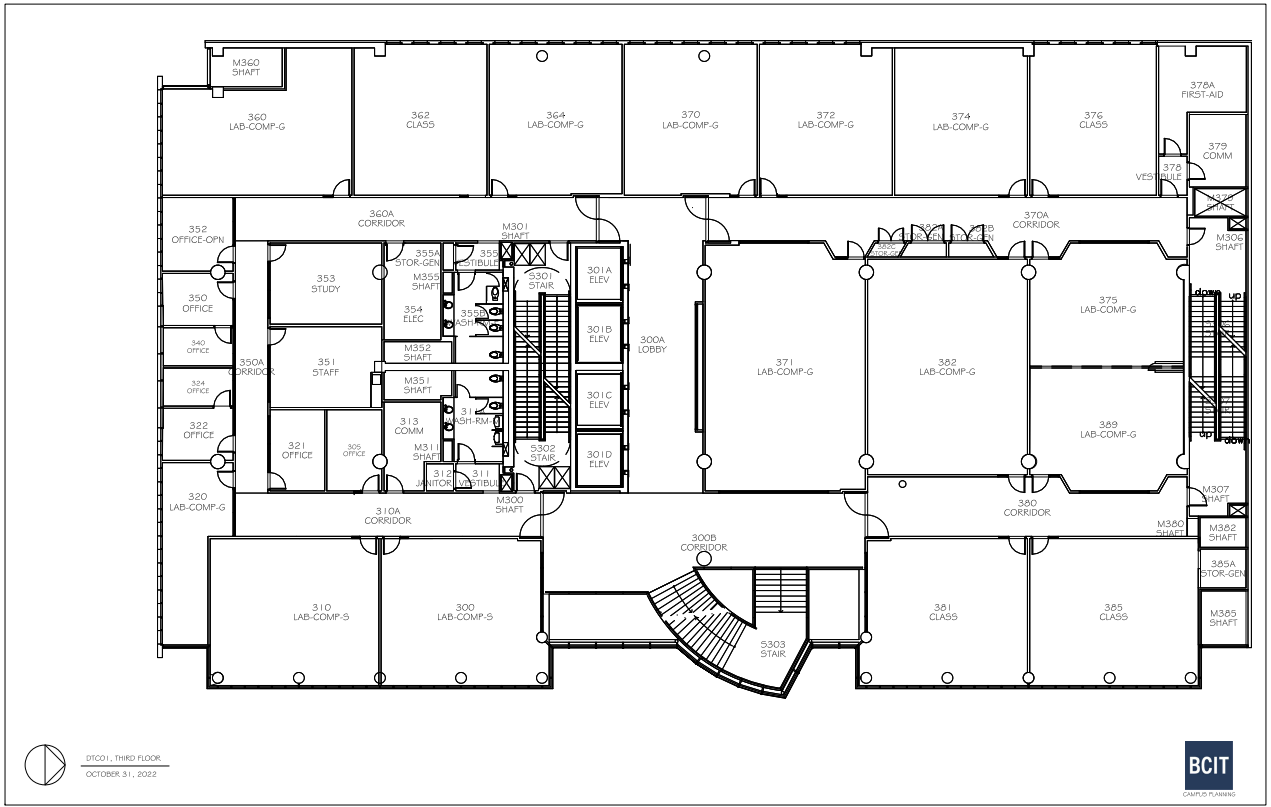 M360
SHAFT
360
LAB-COMP-G
362
CLASS
364
LAB-COMP-G
370
LAB-COMP-G
372
LAB-COMP-G
374
LAB-COMP-G
376
CLASS
378A
FIRST-AID
379
COMM
378
VESTIBULE
M378
SHAFT
352
OFFICE-OPN
360A
CORRIDOR
M301
SHAFT
370A
CORRIDOR
382A
STOR-GEN
382B
STOR-GEN
382C
STOR-GEN
M306
SHAFT
353
STUDY
355A
STOR-GEN
355
VESTIBULE
M355
SHAFT
S301
STAIR
301A
ELEV
350
OFFICE
354
ELEC
355B
WASH-RM
301B
ELEV
300A
LOBBY
375
LAB-COMP-G
down
up
340
OFFICE
350A
CORRIDOR
351
STAFF
M352
SHAFT
371
LAB-COMP-G
382
LAB-COMP-G
324
OFFICE
M351
SHAFT
301C
ELEV
322
OFFICE
313
COMM
WASH-RM-M
389
LAB-COMP-G
up
down
321
OFFICE
305
OFFICE
M311
SHAFT
S302
STAIR
301D
ELEV
320
LAB-COMP-G
312
JANITOR
311
VESTIBULE
M300
SHAFT
M307
SHAFT
310A
CORRIDOR
380
CORRIDOR
M380
SHAFT
M382
SHAFT
300B
CORRIDOR
385A
STOR-GEN
310
LAB-COMP-S
300
LAB-COMP-S
381
CLASS
385
CLASS
M385
SHAFT
S303
STAIR
DTC01, THIRD FLOOR
OCTOBER 31, 2022
BCIT
CAMPUS PLANNING